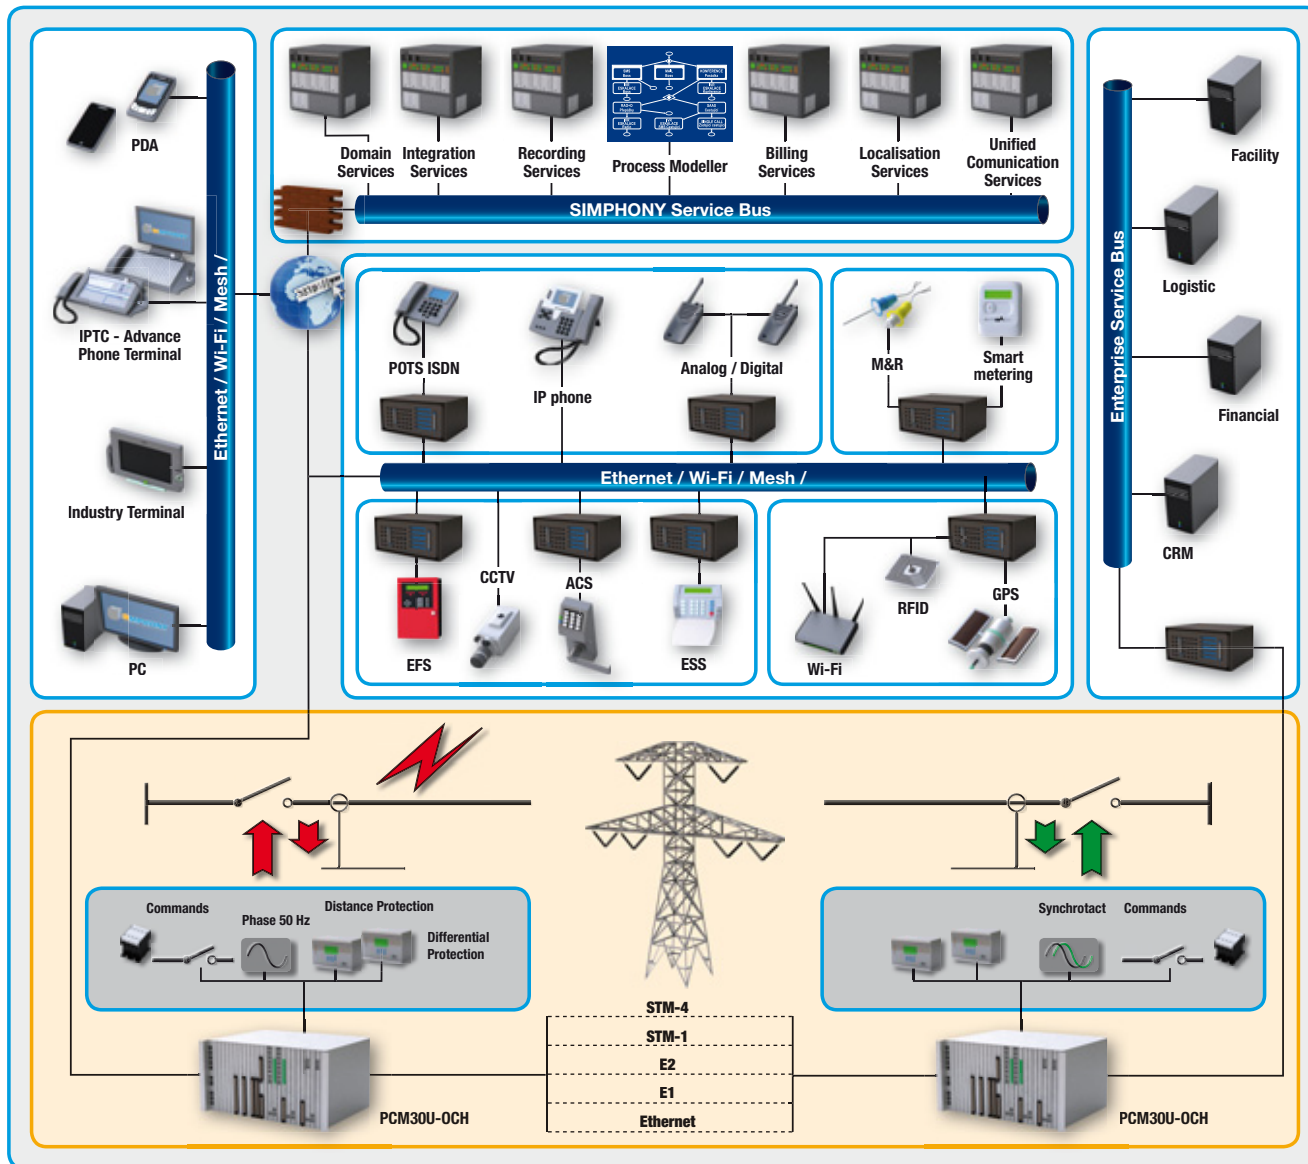 PDA
IPTC - Advance
Phone Terminal
Industry Terminal
PC
Ethernet / Wi-Fi / Mesh /
Domain
Services
Integration
Services
Recording
Services
Process Modeller
Billing
Services
Localisation
Services
Unified
Comunication
Services
SIMPHONY Service Bus
POTS ISDN
IP phone
Analog / Digital
M&R
Smart
metering
Ethernet / Wi-Fi / Mesh /
EFS
CCTV
ACS
ESS
Wi-Fi
RFID
GPS
Enterprise Service Bus
Facility
Logistic
Financial
CRM
Commands
Phase 50 Hz
Distance Protection
Differential
Protection
Synchrotact
Commands
STM-4
STM-1
E2
E1
Ethernet
PCM30U-OCH
PCM30U-OCH